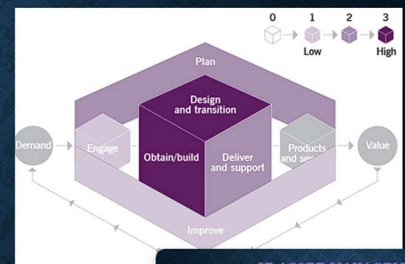 0 1 2 3
Low High
Plan
Design
and transition
Demand
Engage
Obtain/build
Deliver
and support
Products
and
Value
Improve